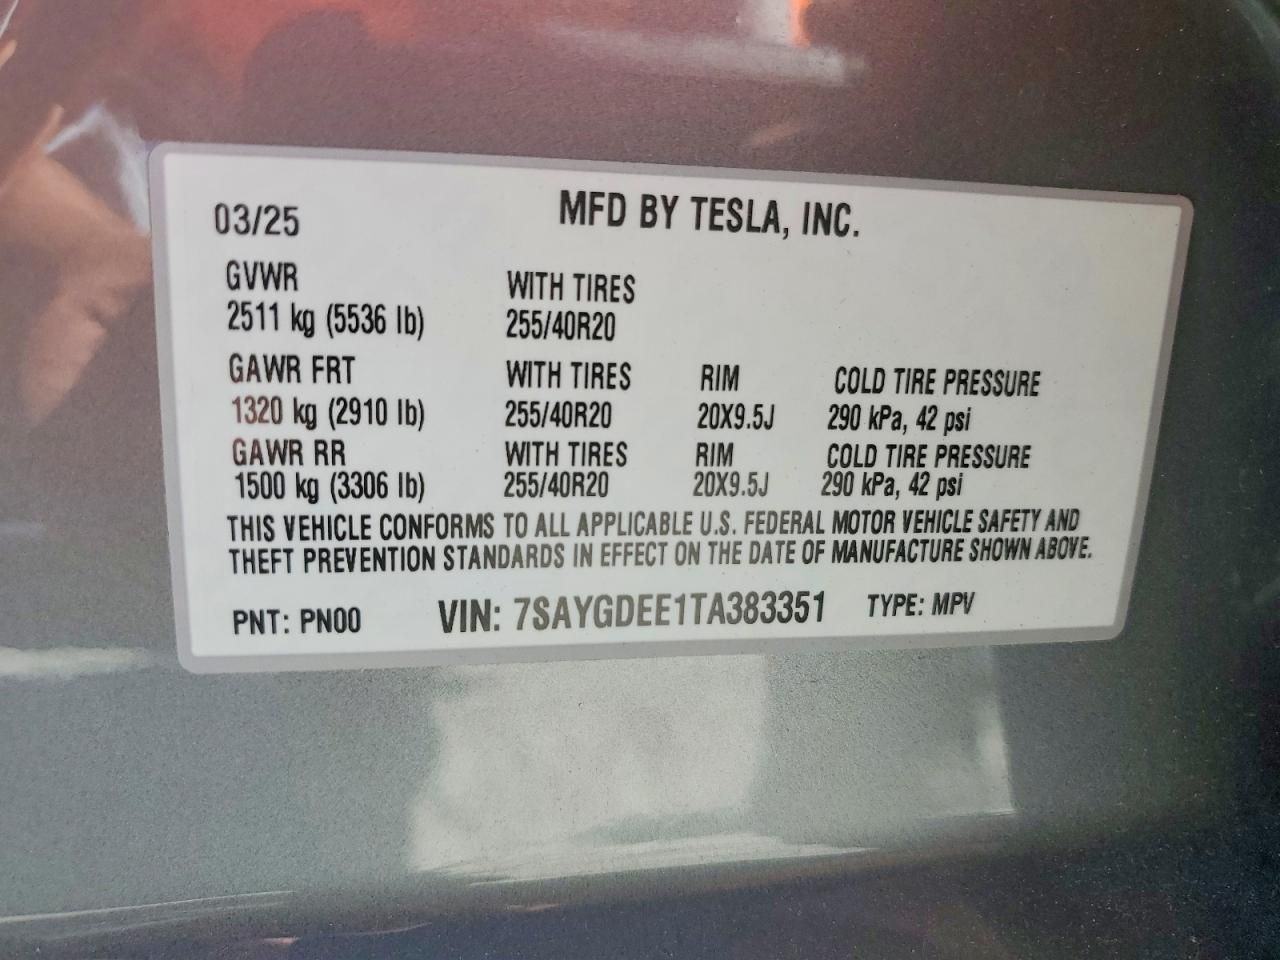 03/25 MFD BY TESLA, INC.
GVWR WITH TIRES
2511 kg (5536 lb) 255/40R20
GAWR FRT WITH TIRES RIM COLD TIRE PRESSURE
1320 kg (2910 lb) 255/40R20 20X9.5J 290 kPa, 42 psi
GAWR RR WITH TIRES RIM COLD TIRE PRESSURE
1500 kg (3306 lb) 255/40R20 20X9.5J 290 kPa, 42 psi
THIS VEHICLE CONFORMS TO ALL APPLICABLE U.S. FEDERAL MOTOR VEHICLE SAFETY AND
THEFT PREVENTION STANDARDS IN EFFECT ON THE DATE OF MANUFACTURE SHOWN ABOVE.
PNT: PN00 VIN: 7SAYGDEE1TA383351 TYPE: MPV